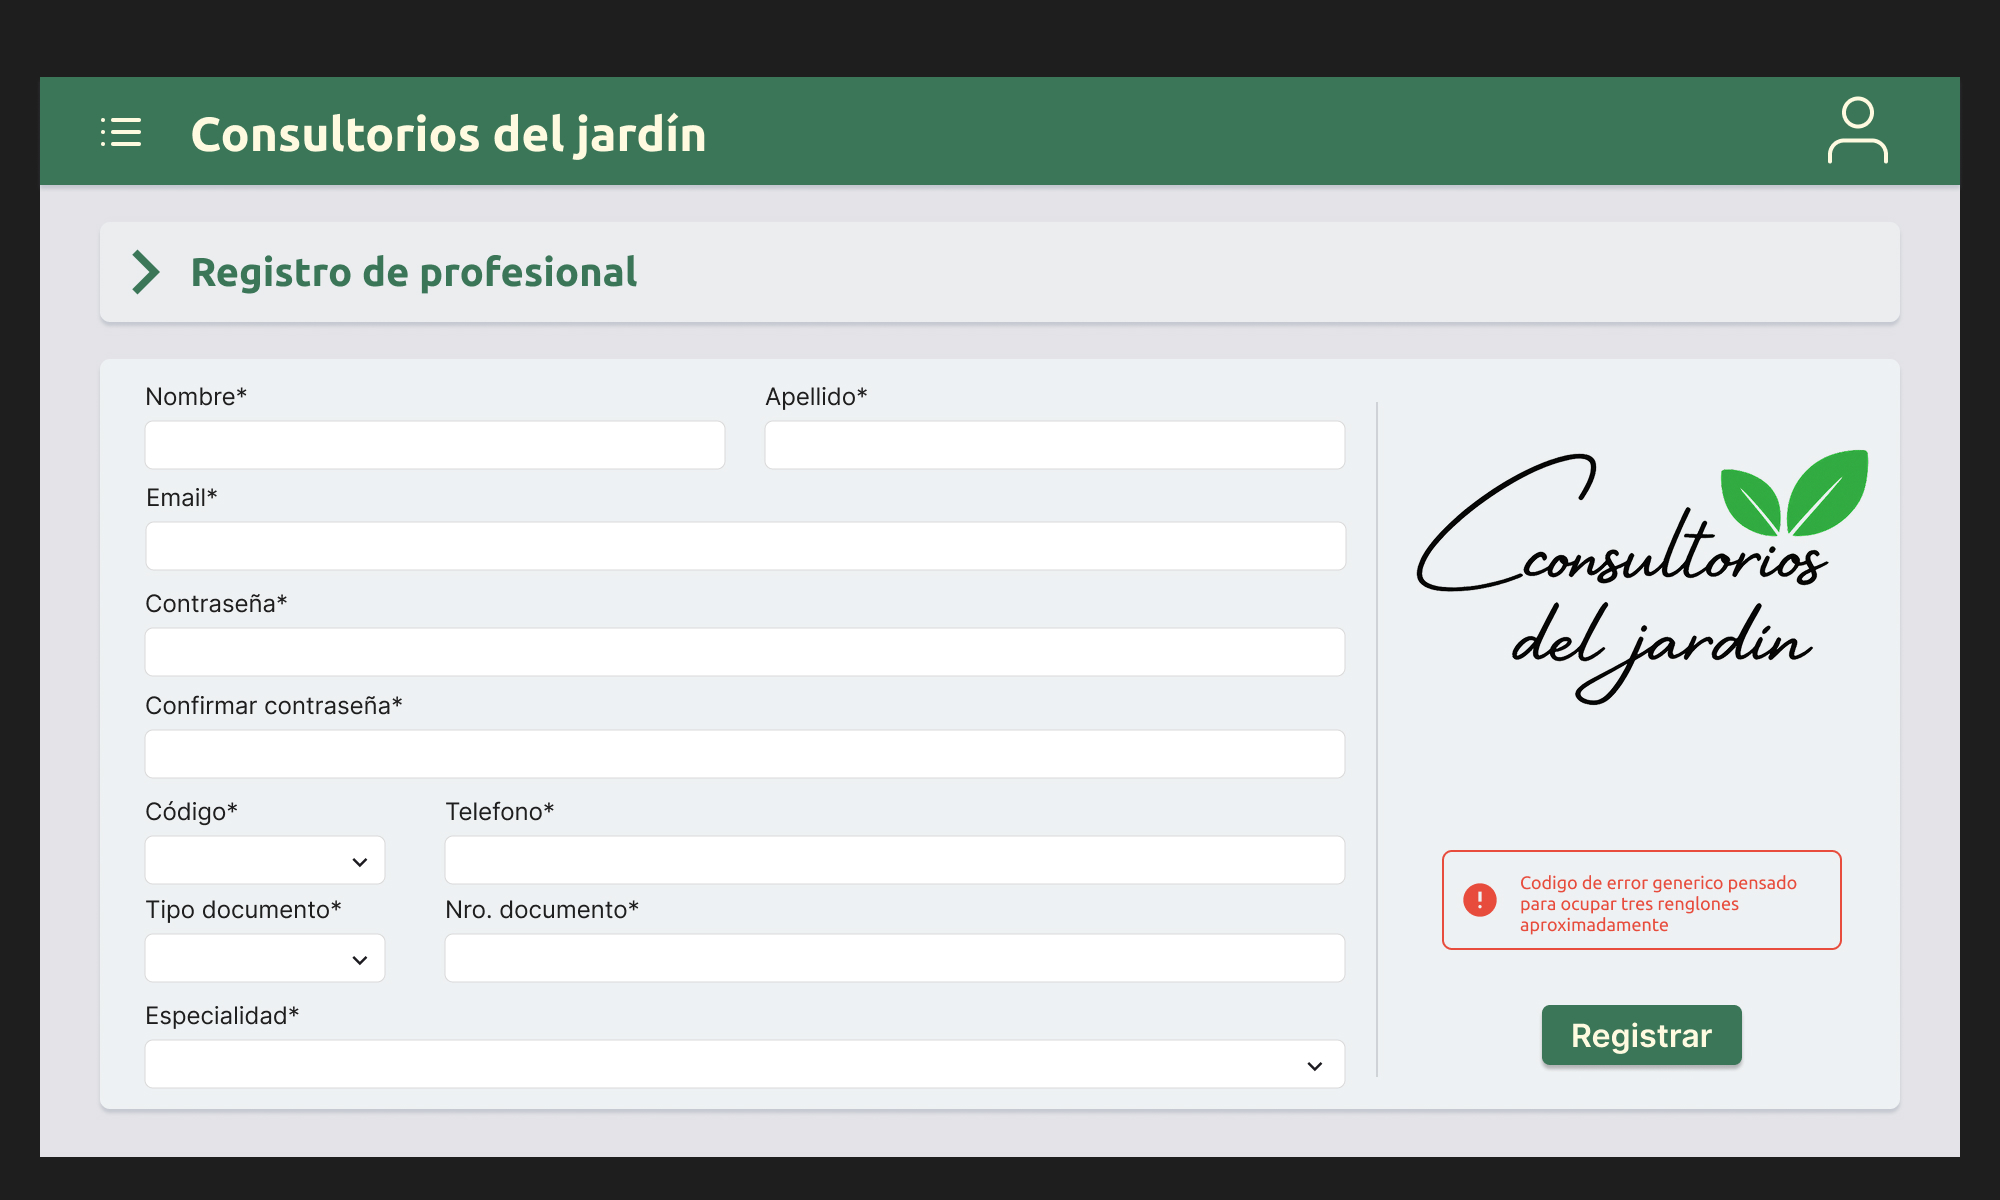 Consultorios del jardín
Registro de profesional
Nombre*
Apellido*
Email*
Contraseña*
Confirmar contraseña*
Código*
Telefono*
Tipo documento*
Nro. documento*
Especialidad*
Cconsultorios
del jardín
Codigo de error generico pensado
para ocupar tres renglones
aproximadamente
Registrar